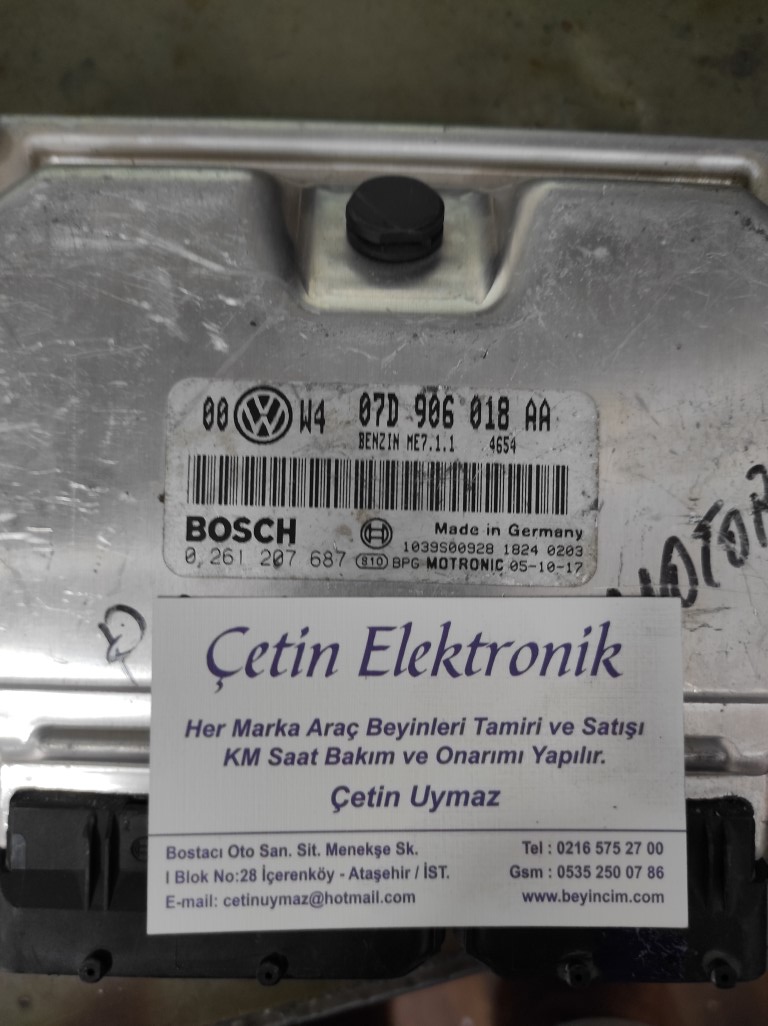 00 VW W4 07D 906 018 AA
BENZIN ME7.1.1 4654
BOSCH Made in Germany
0 261 207 687 1039S00928 1824 0203
810 BPG MOTRONIC 05-10-17
MOTOR
Çetin Elektronik
Her Marka Araç Beyinleri Tamiri ve Satışı
KM Saat Bakım ve Onarımı Yapılır.
Çetin Uymaz
Bostacı Oto San. Sit. Menekşe Sk.
I Blok No:28 İçerenköy - Ataşehir / İST.
E-mail: cetinuymaz@hotmail.com
Tel : 0216 575 27 00
Gsm : 0535 250 07 86
www.beyincim.com